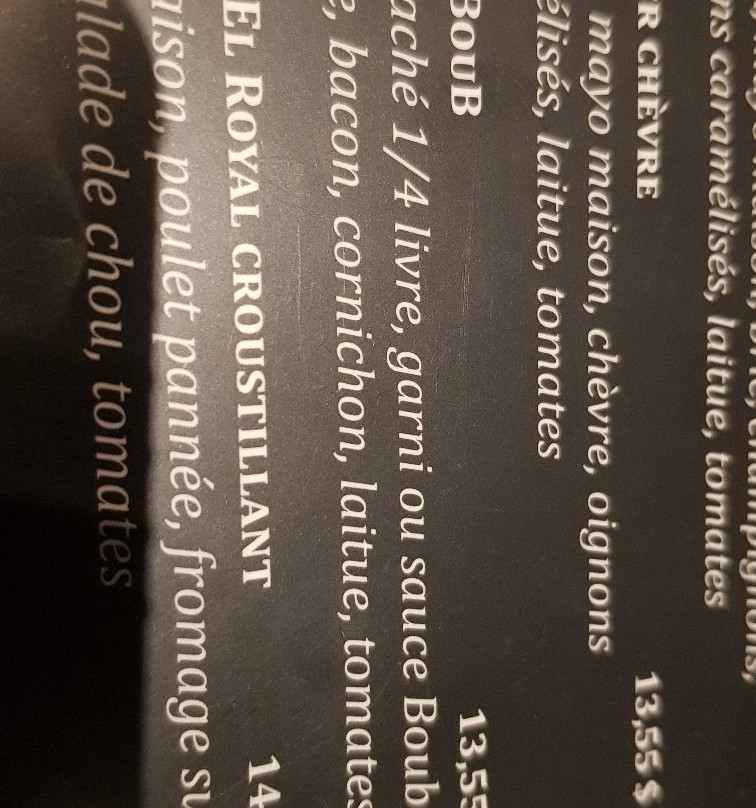 ns caramélisés, laitue, tomates
R CHÈVRE 13,55 $
mayo maison, chèvre, oignons
élisés, laitue, tomates
BOUB 13,55
aché 1/4 livre, garni ou sauce Boub
e, bacon, cornichon, laitue, tomates
EL ROYAL CROUSTILLANT 14
aison, poulet pannée, fromage su
alade de chou, tomates